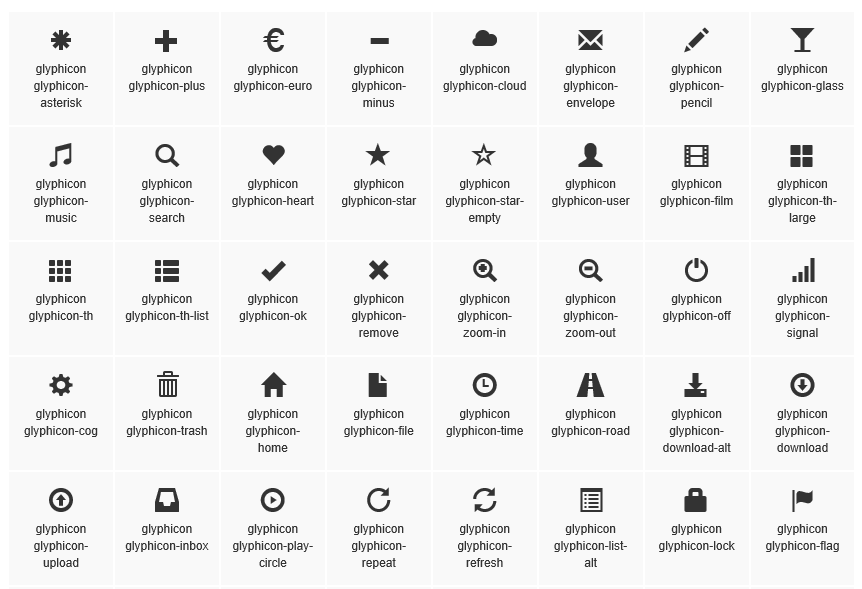 glyphicon
glyphicon-
asterisk
glyphicon
glyphicon-plus
glyphicon
glyphicon-euro
glyphicon
glyphicon-
minus
glyphicon
glyphicon-cloud
glyphicon
glyphicon-
envelope
glyphicon
glyphicon-
pencil
glyphicon
glyphicon-glass
glyphicon
glyphicon-
music
glyphicon
glyphicon-
search
glyphicon
glyphicon-heart
glyphicon
glyphicon-star
glyphicon
glyphicon-star-
empty
glyphicon
glyphicon-user
glyphicon
glyphicon-film
glyphicon
glyphicon-th-
large
glyphicon
glyphicon-th
glyphicon
glyphicon-th-list
glyphicon
glyphicon-ok
glyphicon
glyphicon-
remove
glyphicon
glyphicon-
zoom-in
glyphicon
glyphicon-
zoom-out
glyphicon
glyphicon-off
glyphicon
glyphicon-
signal
glyphicon
glyphicon-cog
glyphicon
glyphicon-trash
glyphicon
glyphicon-
home
glyphicon
glyphicon-file
glyphicon
glyphicon-time
glyphicon
glyphicon-road
glyphicon
glyphicon-
download-alt
glyphicon
glyphicon-
download
glyphicon
glyphicon-
upload
glyphicon
glyphicon-inbox
glyphicon
glyphicon-play-
circle
glyphicon
glyphicon-
repeat
glyphicon
glyphicon-
refresh
glyphicon
glyphicon-list-
alt
glyphicon
glyphicon-lock
glyphicon
glyphicon-flag